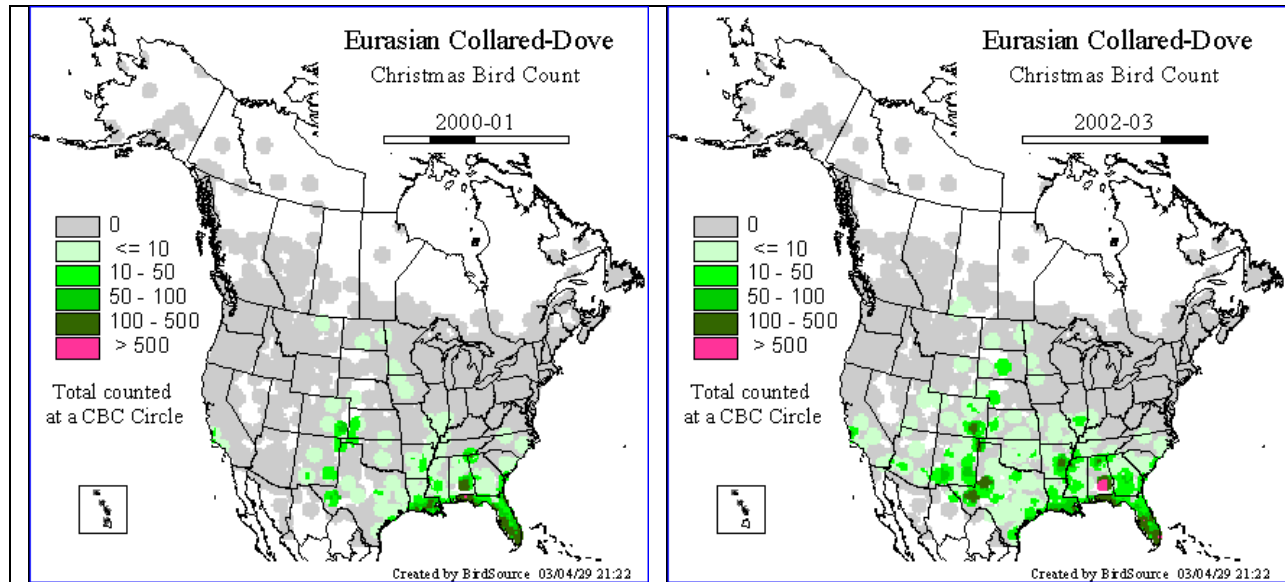 Eurasian Collared-Dove
Christmas Bird Count
2000-01
0
<= 10
10 - 50
50 - 100
100 - 500
> 500
Total counted
at a CBC Circle
Created by BirdSource 03/04/29 21:22
Eurasian Collared-Dove
Christmas Bird Count
2002-03
0
<= 10
10 - 50
50 - 100
100 - 500
> 500
Total counted
at a CBC Circle
Created by BirdSource 03/04/29 21:22